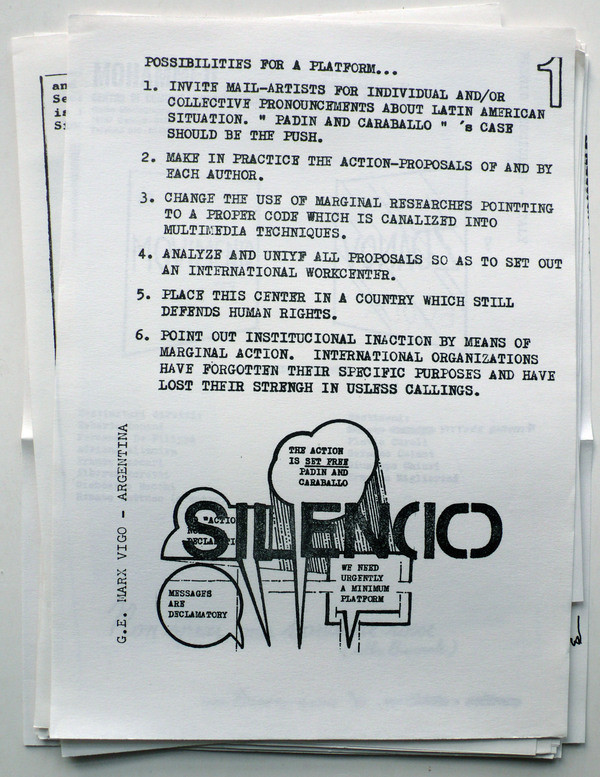 1
POSSIBILITIES FOR A PLATFORM...
1. INVITE MAIL-ARTISTS FOR INDIVIDUAL AND/OR
COLLECTIVE PRONOUNCEMENTS ABOUT LATIN AMERICAN
SITUATION. " PADIN AND CARABALLO " 's CASE
SHOULD BE THE PUSH.
2. MAKE IN PRACTICE THE ACTION-PROPOSALS OF AND BY
EACH AUTHOR.
3. CHANGE THE USE OF MARGINAL RESEARCHES POINTTING
TO A PROPER CODE WHICH IS CANALIZED INTO
MULTIMEDIA TECHNIQUES.
4. ANALYZE AND UNIYF ALL PROPOSALS SO AS TO SET OUT
AN INTERNATIONAL WORKCENTER.
5. PLACE THIS CENTER IN A COUNTRY WHICH STILL
DEFENDS HUMAN RIGHTS.
6. POINT OUT INSTITUCIONAL INACTION BY MEANS OF
MARGINAL ACTION. INTERNATIONAL ORGANIZATIONS
HAVE FORGOTTEN THEIR SPECIFIC PURPOSES AND HAVE
LOST THEIR STRENGH IN USLESS CALLINGS.
G.E. MARX VIGO - ARGENTINA
THE ACTION
IS SET FREE
PADIN AND
CARABALLO
SILENCIO
MESSAGES
ARE
DECLAMATORY
WE NEED
URGENTLY
A MINIMUM
PLATFORM